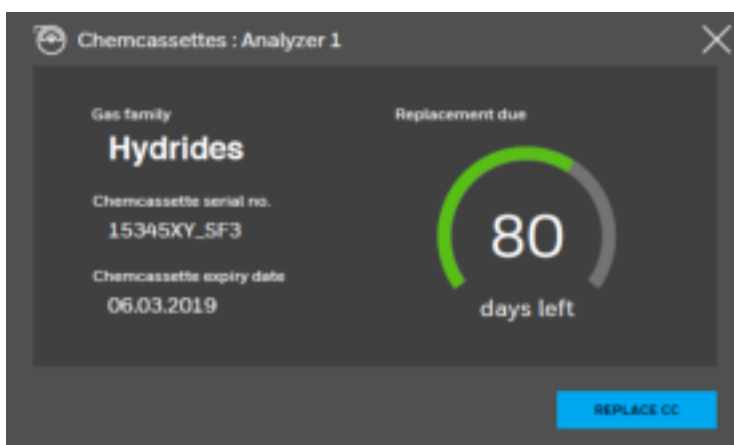 Chemcassettes : Analyzer 1
Gas family
Hydrides
Chemcassette serial no.
15345XY_SF3
Chemcassette expiry date
06.03.2019
Replacement due
80
days left
REPLACE CC